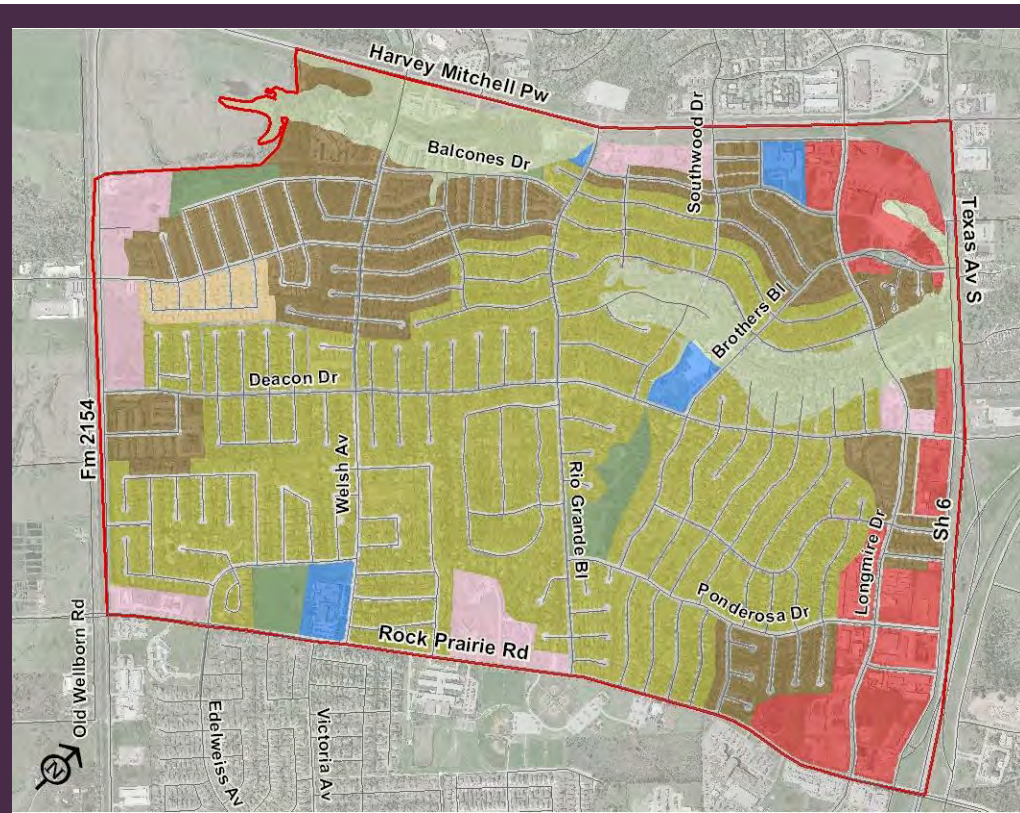 Harvey Mitchell Pw
Southwood Dr
Balcones Dr
Texas Av S
Brothers Bl
Deacon Dr
Fm 2154
Welsh Av
Rio Grande Bl
Longmire Dr
Sh 6
Ponderosa Dr
Rock Prairie Rd
Old Wellborn Rd
Edelweiss Av
Victoria Av
N